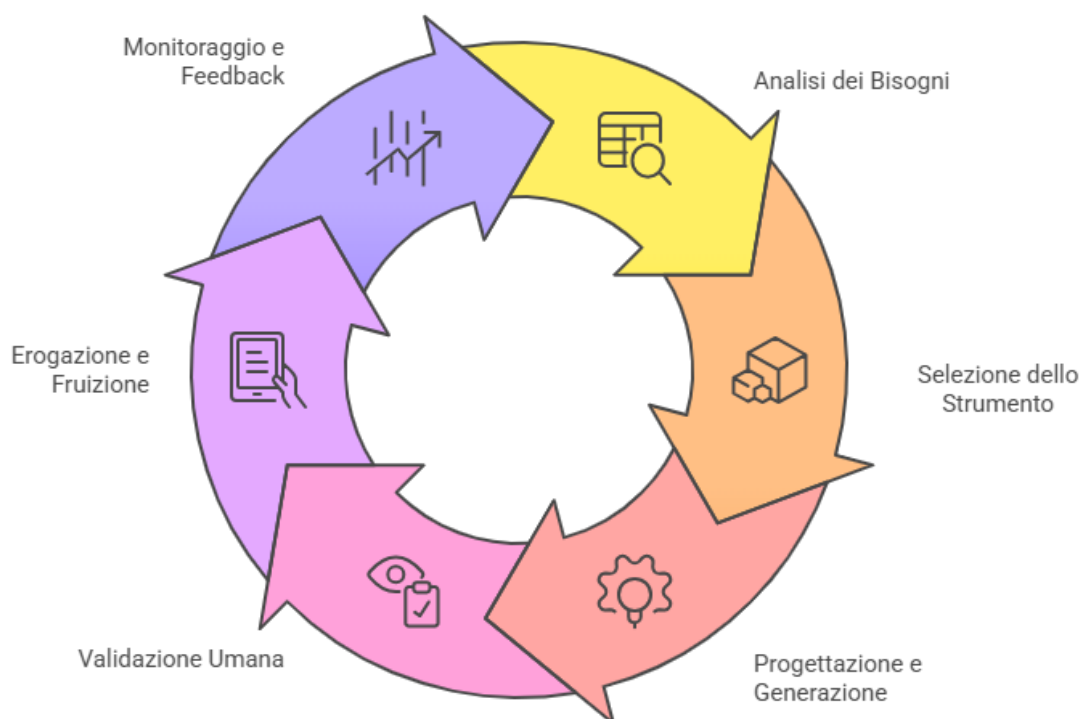 Monitoraggio e
Feedback
Analisi dei Bisogni
Erogazione e
Fruizione
Selezione dello
Strumento
Validazione Umana
Progettazione e
Generazione